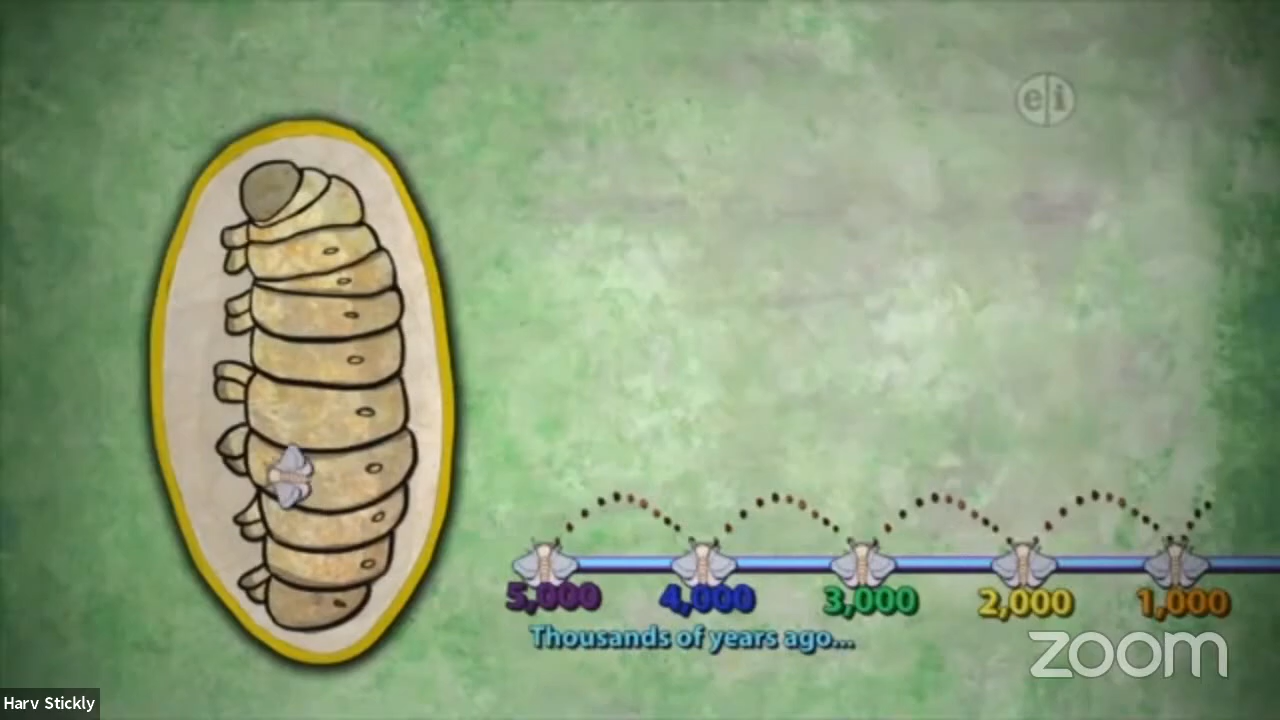 e|i
5,000 4,000 3,000 2,000 1,000
Thousands of years ago...
zoom
Harv Stickly